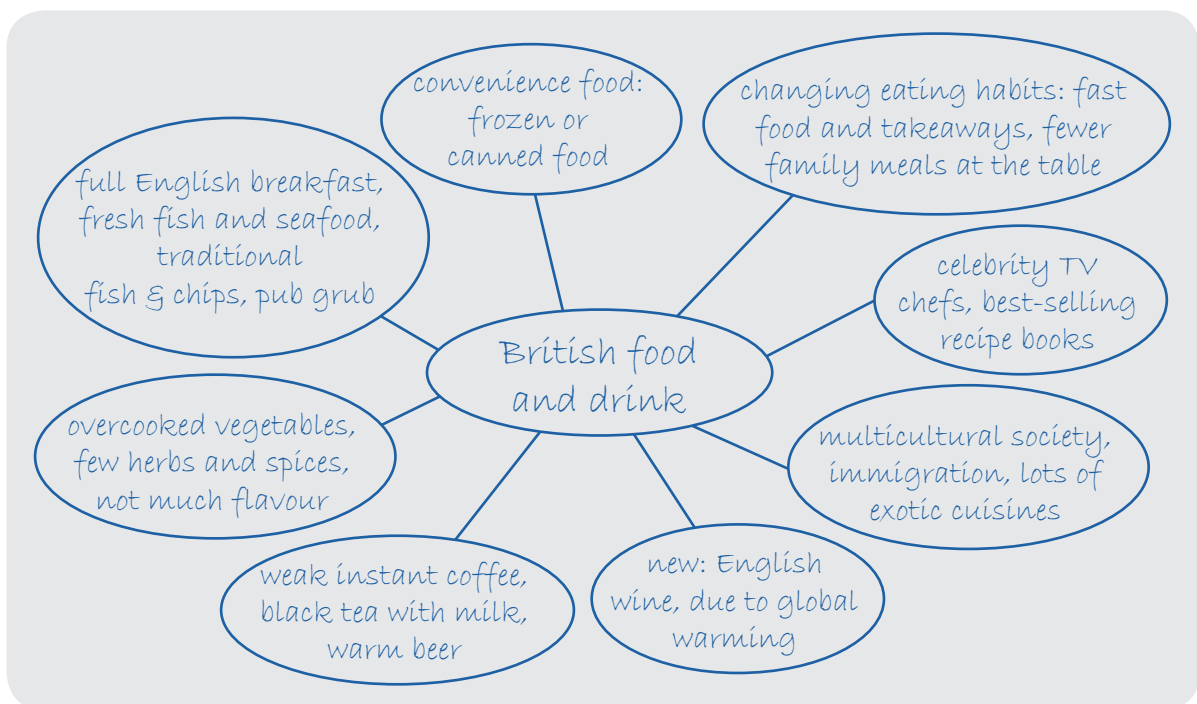 convenience food:
frozen or
canned food
changing eating habits: fast
food and takeaways, fewer
family meals at the table
full English breakfast,
fresh fish and seafood,
traditional
fish & chips, pub grub
celebrity TV
chefs, best-selling
recipe books
British food
and drink
overcooked vegetables,
few herbs and spices,
not much flavour
multicultural society,
immigration, lots of
exotic cuisines
weak instant coffee,
black tea with milk,
warm beer
new: English
wine, due to global
warming